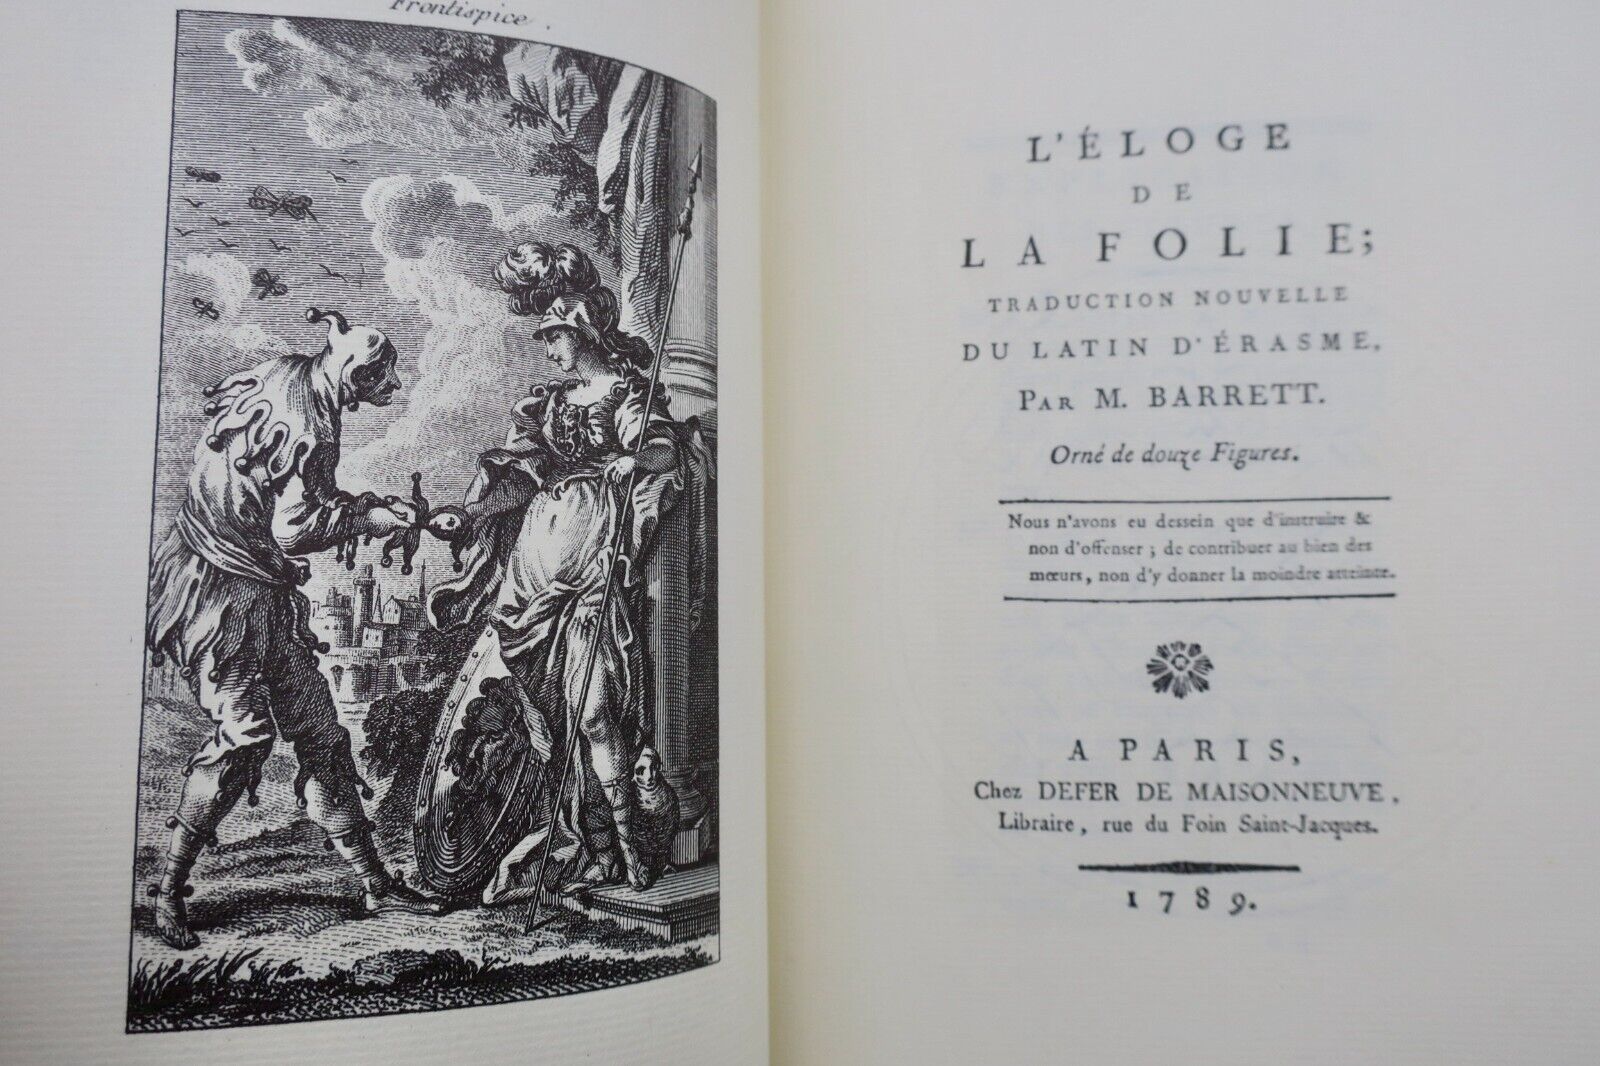 Frontispice.
L'ÉLOGE
DE
LA FOLIE;
TRADUCTION NOUVELLE
DU LATIN D'ÉRASME,
PAR M. BARRETT.
Orné de douze Figures.
Nous n'avons eu dessein que d'instruire &
non d'offenser ; de contribuer au bien des
mœurs, non d'y donner la moindre atteinte.
A PARIS,
Chez DEFER DE MAISONNEUVE,
Libraire, rue du Foin Saint-Jacques.
1789.